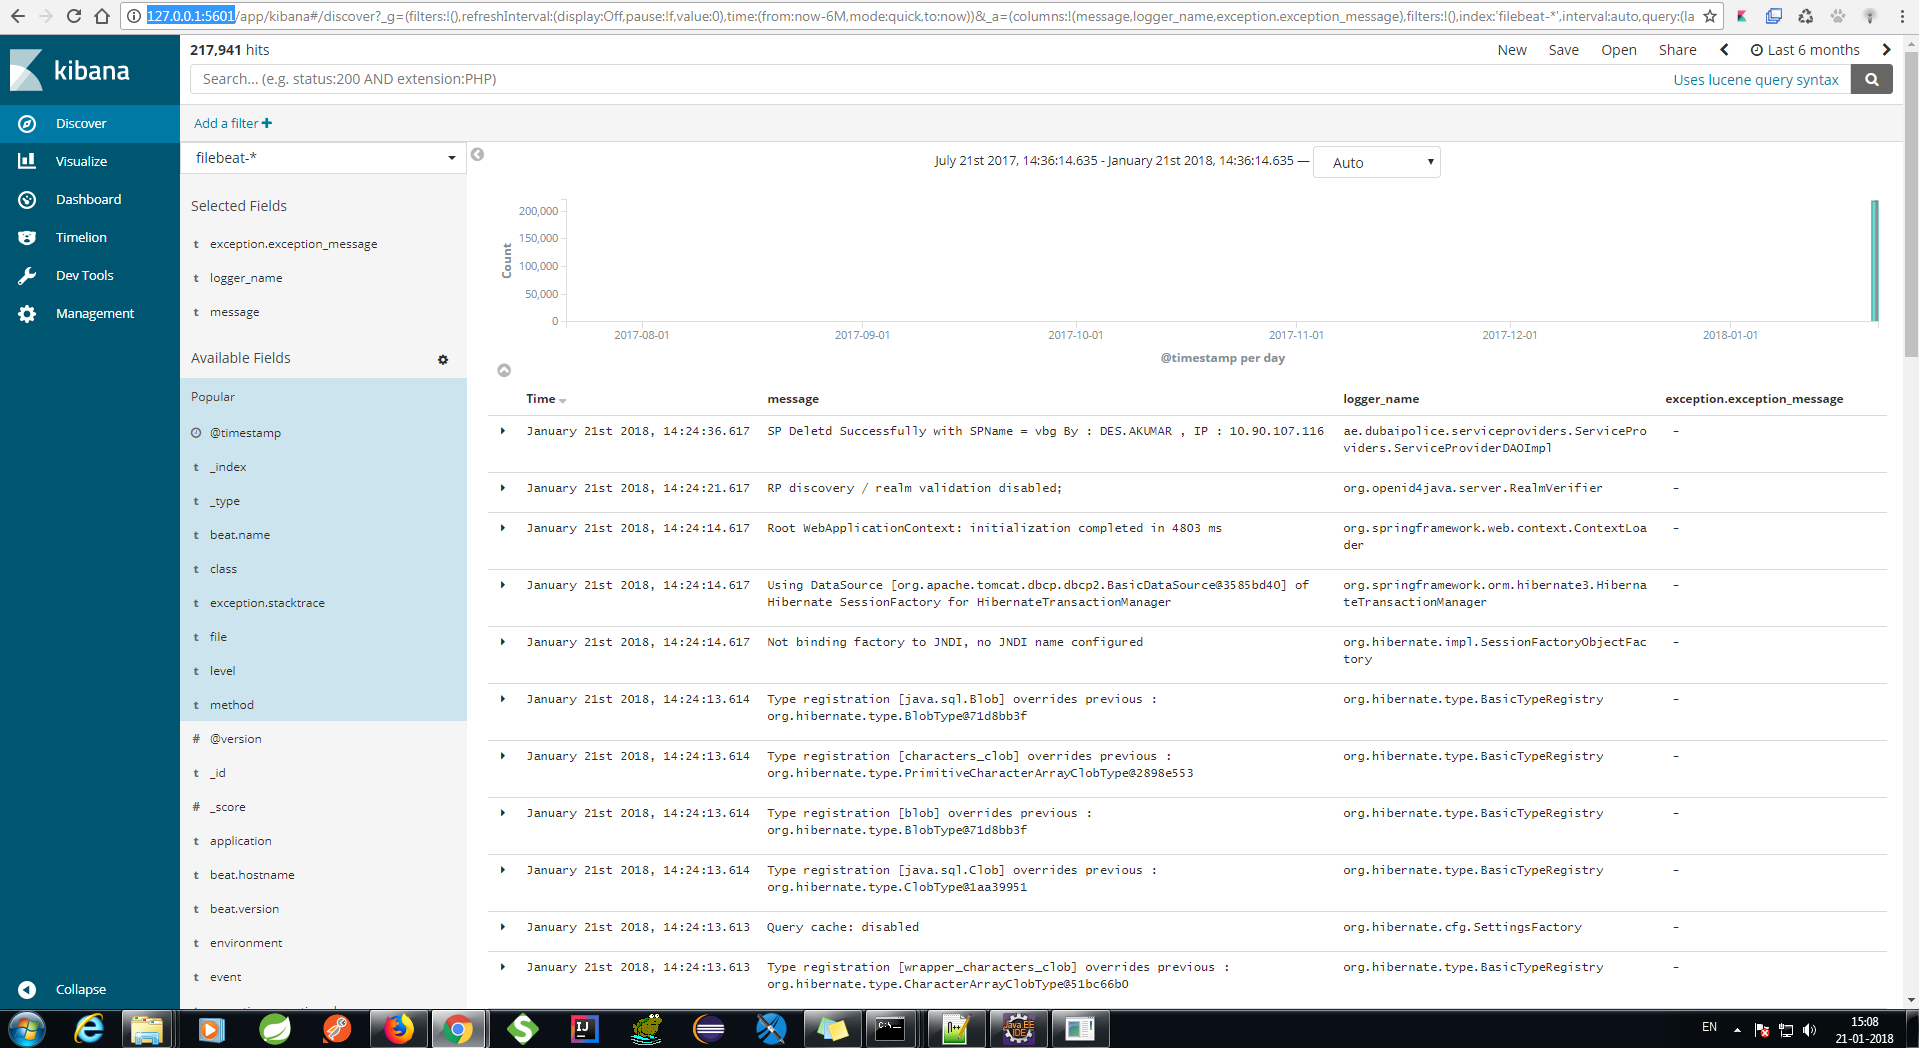 127.0.0.1:5601/app/kibana#/discover?_g=(filters:!(),refreshInterval:(display:Off,pause:!f,value:0),time:(from:now-6M,mode:quick,to:now))&_a=(columns:!(message,logger_name,exception.exception_message),filters:!(),index:'filebeat-*',interval:auto,query:(la
kibana
Discover
Visualize
Dashboard
Timelion
Dev Tools
Management
Collapse
217,941 hits
New Save Open Share Last 6 months
Search... (e.g. status:200 AND extension:PHP)
Uses lucene query syntax
Add a filter +
filebeat-*
Selected Fields
t exception.exception_message
t logger_name
t message
Available Fields
Popular
@timestamp
t _index
t _type
t beat.name
t class
t exception.stacktrace
t file
t level
t method
# @version
t _id
# _score
t application
t beat.hostname
t beat.version
t environment
t event
July 21st 2017, 14:36:14.635 - January 21st 2018, 14:36:14.635 — Auto
Count
200,000
150,000
100,000
50,000
0
2017-08-01 2017-09-01 2017-10-01 2017-11-01 2017-12-01 2018-01-01
@timestamp per day
Time message logger_name exception.exception_message
January 21st 2018, 14:24:36.617 SP Deletd Successfully with SPName = vbg By : DES.AKUMAR , IP : 10.90.107.116 ae.dubaipolice.serviceproviders.ServicePro -
viders.ServiceProviderDAOImpl
January 21st 2018, 14:24:21.617 RP discovery / realm validation disabled; org.openid4java.server.RealmVerifier -
January 21st 2018, 14:24:14.617 Root WebApplicationContext: initialization completed in 4803 ms org.springframework.web.context.ContextLoa -
der
January 21st 2018, 14:24:14.617 Using DataSource [org.apache.tomcat.dbcp.dbcp2.BasicDataSource@3585bd40] of org.springframework.orm.hibernate3.Hiberna -
Hibernate SessionFactory for HibernateTransactionManager teTransactionManager
January 21st 2018, 14:24:14.617 Not binding factory to JNDI, no JNDI name configured org.hibernate.impl.SessionFactoryObjectFac -
tory
January 21st 2018, 14:24:13.614 Type registration [java.sql.Blob] overrides previous : org.hibernate.type.BasicTypeRegistry -
org.hibernate.type.BlobType@71d8bb3f
January 21st 2018, 14:24:13.614 Type registration [characters_clob] overrides previous : org.hibernate.type.BasicTypeRegistry -
org.hibernate.type.PrimitiveCharacterArrayClobType@2898e553
January 21st 2018, 14:24:13.614 Type registration [blob] overrides previous : org.hibernate.type.BasicTypeRegistry -
org.hibernate.type.BlobType@71d8bb3f
January 21st 2018, 14:24:13.614 Type registration [java.sql.Clob] overrides previous : org.hibernate.type.BasicTypeRegistry -
org.hibernate.type.ClobType@1aa39951
January 21st 2018, 14:24:13.613 Query cache: disabled org.hibernate.cfg.SettingsFactory -
January 21st 2018, 14:24:13.613 Type registration [wrapper_characters_clob] overrides previous : org.hibernate.type.BasicTypeRegistry -
org.hibernate.type.CharacterArrayClobType@51bc66b0
EN
15:08
21-01-2018